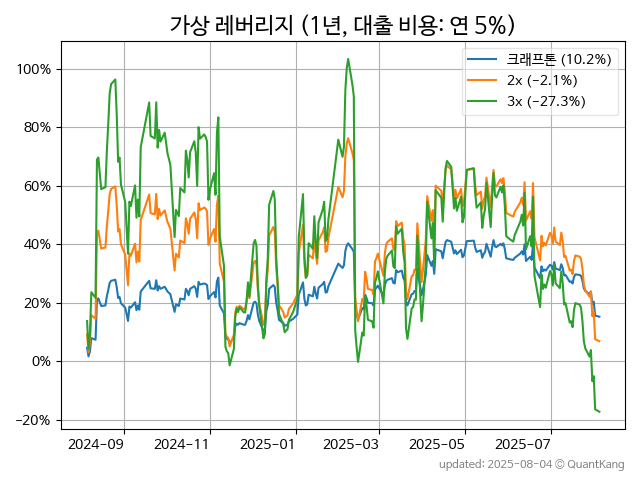 가상 레버리지 (1년, 대출 비용: 연 5%)
크래프톤 (10.2%)
2x (−2.1%)
3x (−27.3%)
100%
80%
60%
40%
20%
0%
−20%
2024-09
2024-11
2025-01
2025-03
2025-05
2025-07
updated: 2025-08-04 © QuantKang